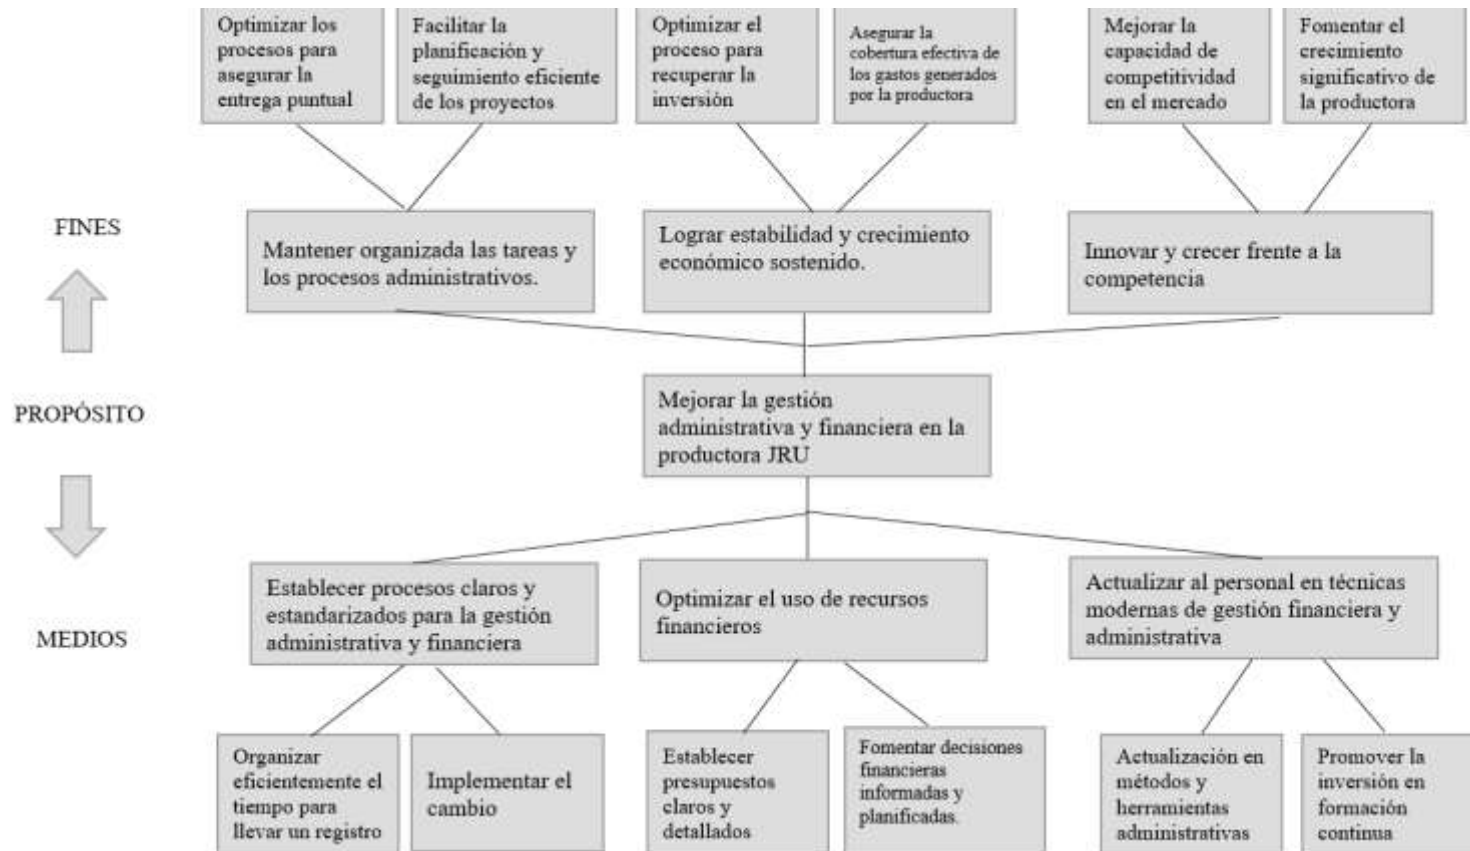 Optimizar los
procesos para
asegurar la
entrega puntual
Facilitar la
planificación y
seguimiento eficiente
de los proyectos
Optimizar el
proceso para
recuperar la
inversión
Asegurar la
cobertura efectiva de
los gastos generados
por la productora
Mejorar la
capacidad de
competitividad
en el mercado
Fomentar el
crecimiento
significativo de
la productora
FINES
Mantener organizada las tareas y
los procesos administrativos.
Lograr estabilidad y crecimiento
económico sostenido.
Innovar y crecer frente a la
competencia
PROPÓSITO
Mejorar la gestión
administrativa y financiera en la
productora JRU
MEDIOS
Establecer procesos claros y
estandarizados para la gestión
administrativa y financiera
Optimizar el uso de recursos
financieros
Actualizar al personal en técnicas
modernas de gestión financiera y
administrativa
Organizar
eficientemente el
tiempo para
llevar un registro
Implementar el
cambio
Establecer
presupuestos
claros y
detallados
Fomentar decisiones
financieras
informadas y
planificadas.
Actualización en
métodos y
herramientas
administrativas
Promover la
inversión en
formación
continua